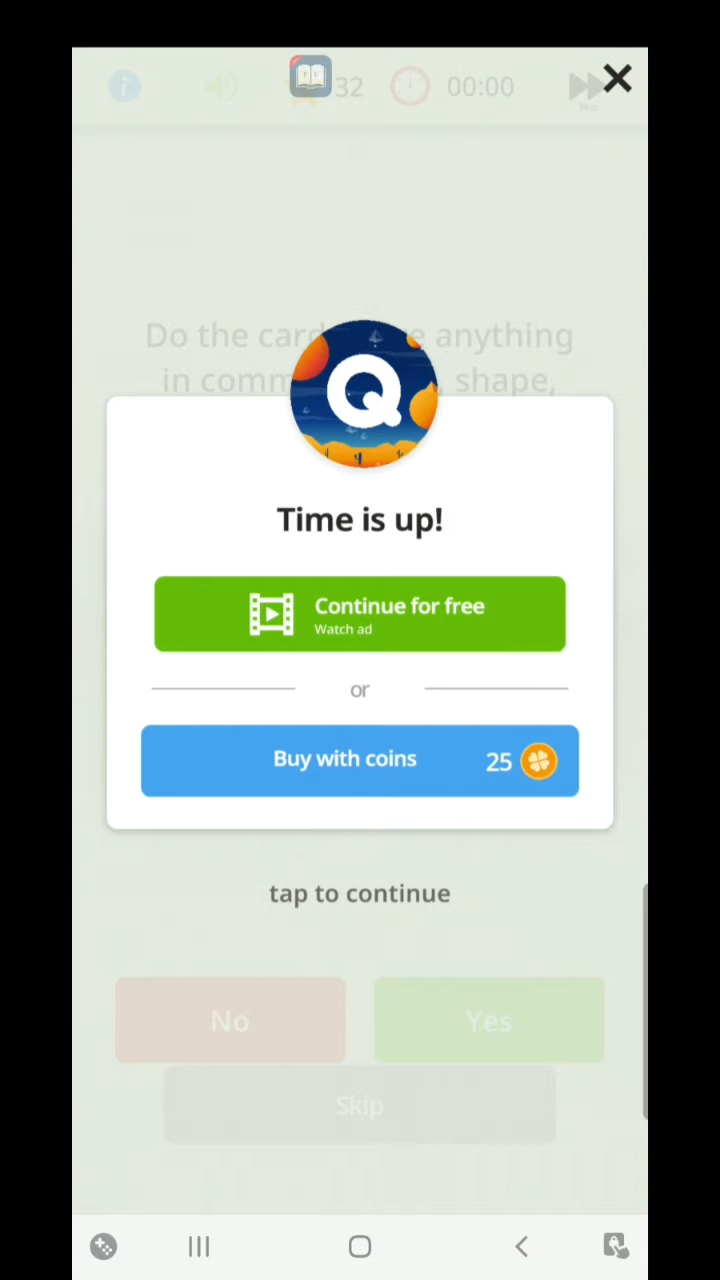 32
00:00
Skip
Do the card e anything
in comm , shape,
Q
Time is up!
Continue for free
Watch ad
or
Buy with coins 25
tap to continue
No Yes
Skip